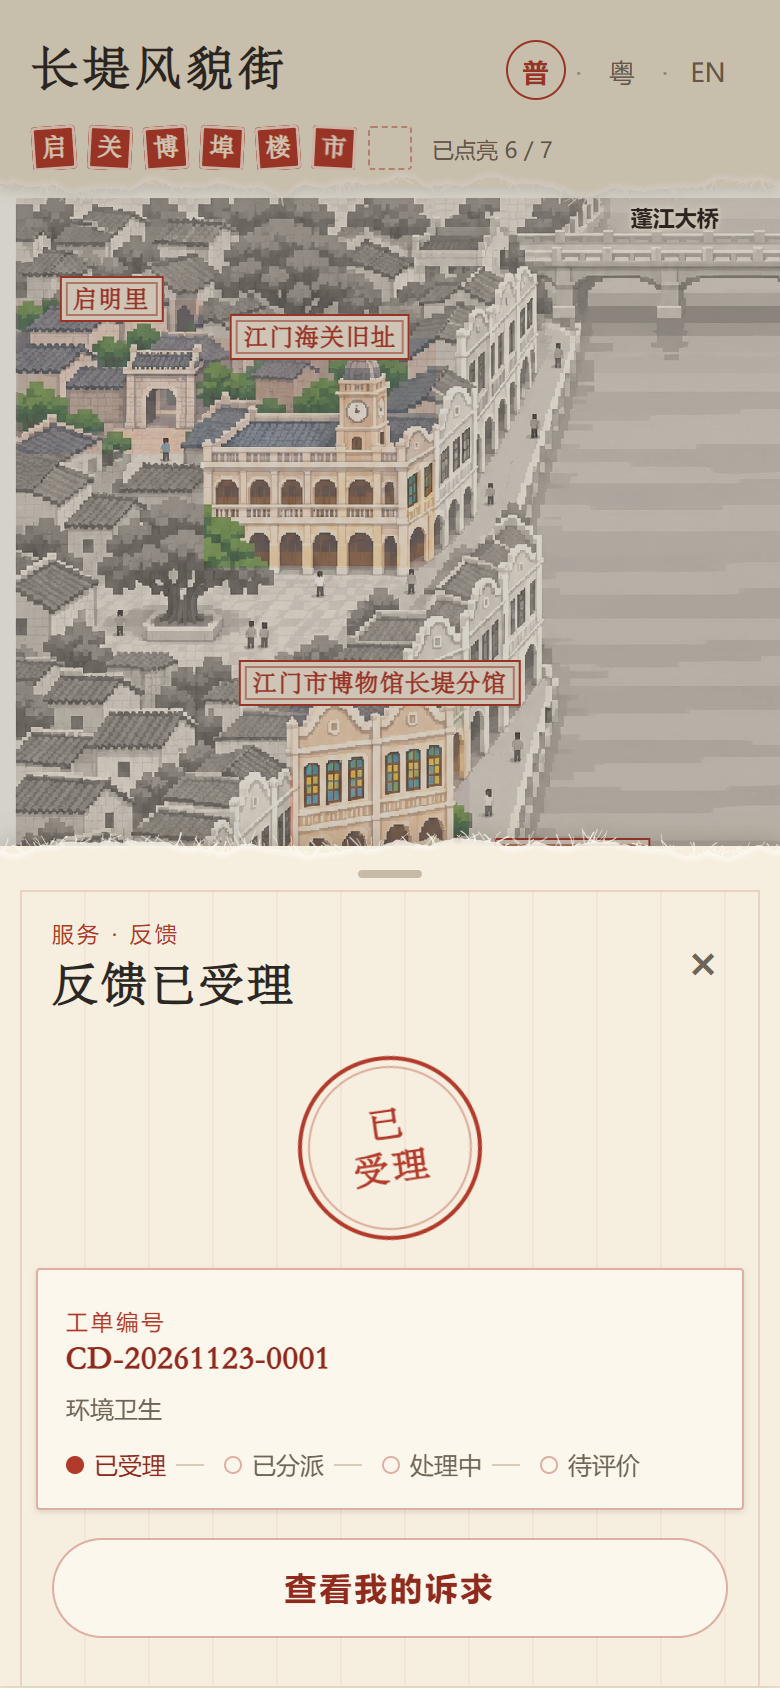 长堤风貌街
普 · 粤 · EN
启 关 博 埠 楼 市
已点亮 6 / 7
蓬江大桥
启明里
江门海关旧址
江门市博物馆长堤分馆
服务 · 反馈
反馈已受理
已
受理
工单编号
CD-20261123-0001
环境卫生
已受理 已分派 处理中 待评价
查看我的诉求